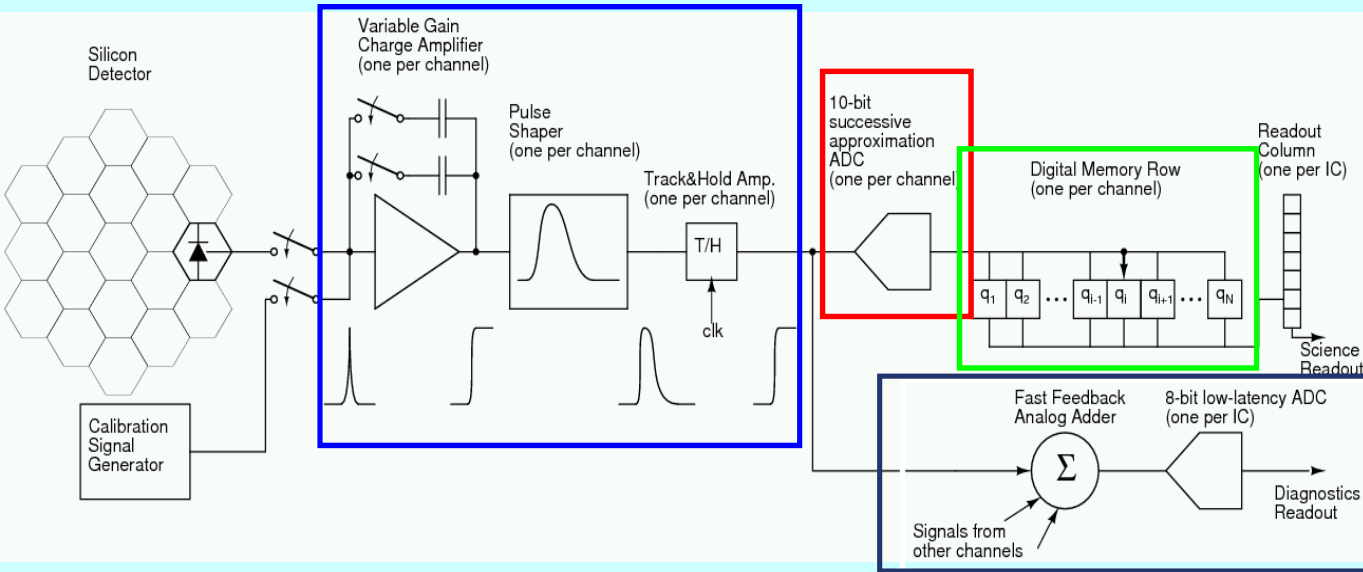 Silicon
Detector
Variable Gain
Charge Amplifier
(one per channel)
Pulse
Shaper
(one per channel)
Track&Hold Amp.
(one per channel)
T/H
clk
10-bit
successive
approximation
ADC
(one per channel)
Digital Memory Row
(one per channel)
q1 q2 ••• qi-1 qi qi+1 ••• qN
Readout
Column
(one per IC)
Science
Readout
Calibration
Signal
Generator
Fast Feedback
Analog Adder
Σ
8-bit low-latency ADC
(one per IC)
Signals from
other channels
Diagnostics
Readout